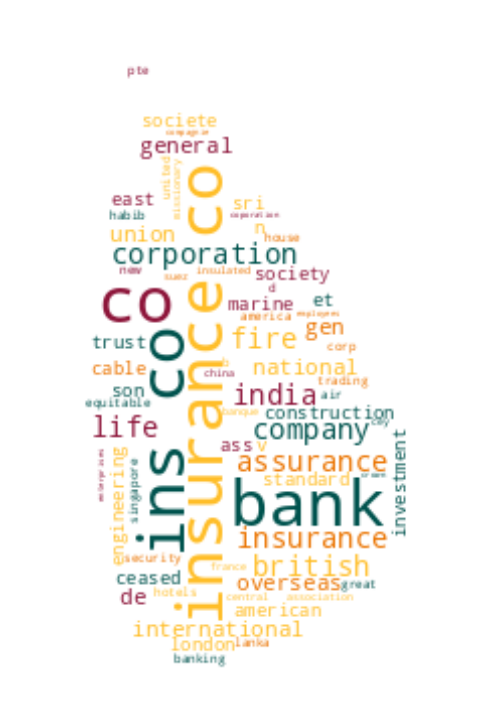 pte
societe
compagnie
general
united
missionary
insurance co
east
habib
sri
corporation
n
union
house
corporation
new
suez
insulated
society
d
co
marine
et
america
employees
gen
trust
ins co
fire
corp
cable
b
china
national
trading
son
equitable
india
air
banque
construction
cey
life
company
ass
v
assurance
enterprises
engineering
singapore
standard
bank
investment
insurance
security
france
british
ceased
overseas
great
de
hotels
central
association
american
international
london
lanka
banking